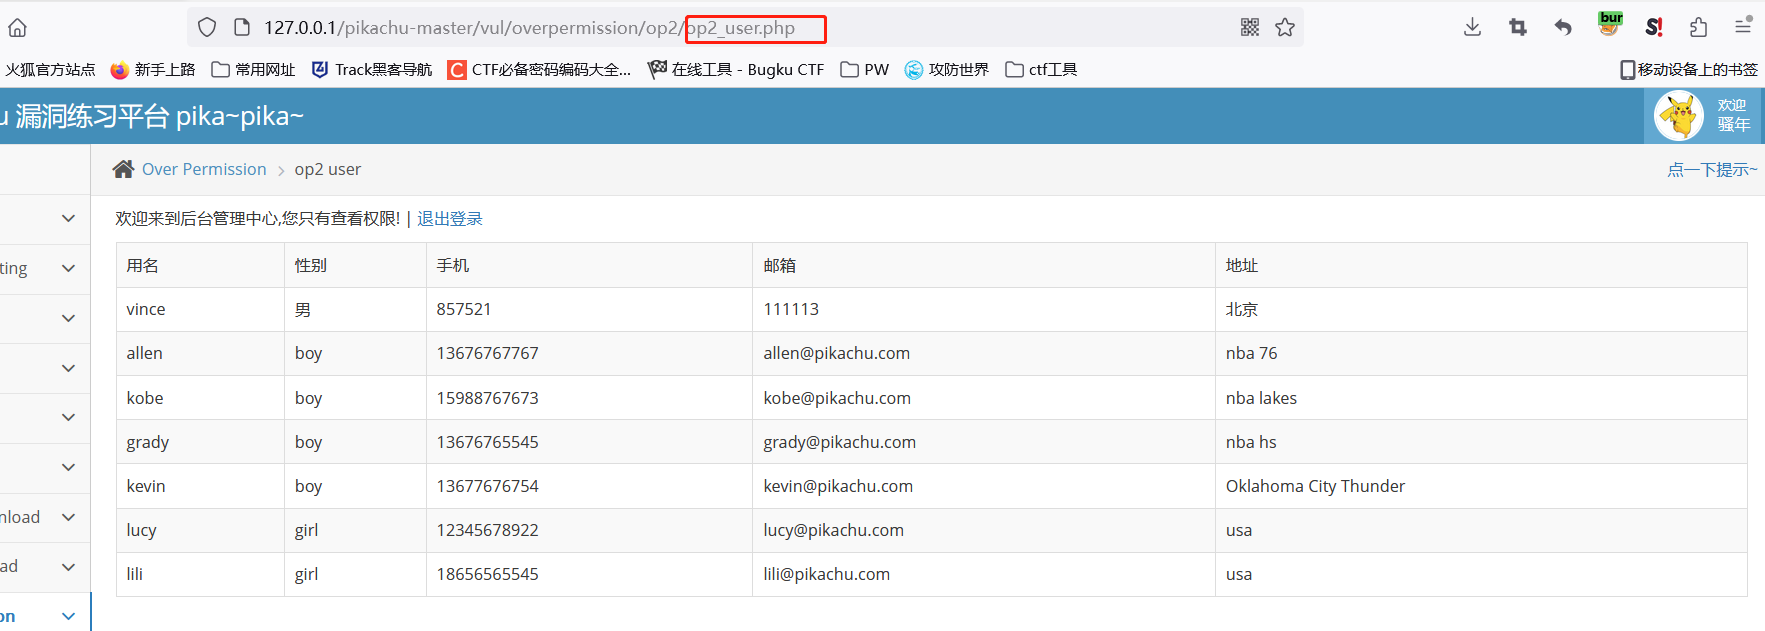 127.0.0.1/pikachu-master/vul/overpermission/op2/op2_user.php
bur
S!
火狐官方站点 新手上路 常用网址 Track黑客导航 C CTF必备密码编码大全... 在线工具 - Bugku CTF PW 攻防世界 ctf工具 移动设备上的书签
u 漏洞练习平台 pika~pika~
欢迎
骚年
Over Permission > op2 user 点一下提示~
欢迎来到后台管理中心,您只有查看权限! | 退出登录
ting
nload
ad
on
用名 性别 手机 邮箱 地址
vince 男 857521 111113 北京
allen boy 13676767767 allen@pikachu.com nba 76
kobe boy 15988767673 kobe@pikachu.com nba lakes
grady boy 13676765545 grady@pikachu.com nba hs
kevin boy 13677676754 kevin@pikachu.com Oklahoma City Thunder
lucy girl 12345678922 lucy@pikachu.com usa
lili girl 18656565545 lili@pikachu.com usa